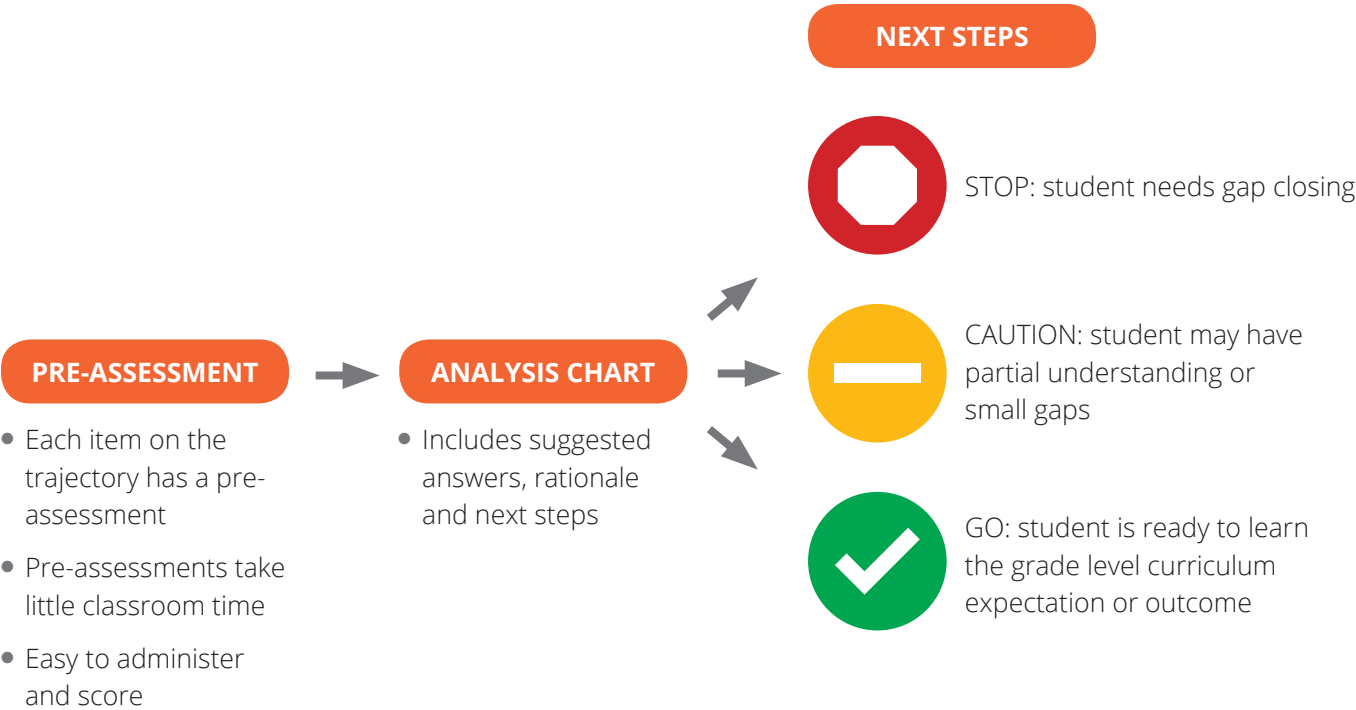 NEXT STEPS
STOP: student needs gap closing
CAUTION: student may have
partial understanding or
small gaps
GO: student is ready to learn
the grade level curriculum
expectation or outcome
PRE-ASSESSMENT
• Each item on the
trajectory has a pre-
assessment
• Pre-assessments take
little classroom time
• Easy to administer
and score
ANALYSIS CHART
• Includes suggested
answers, rationale
and next steps